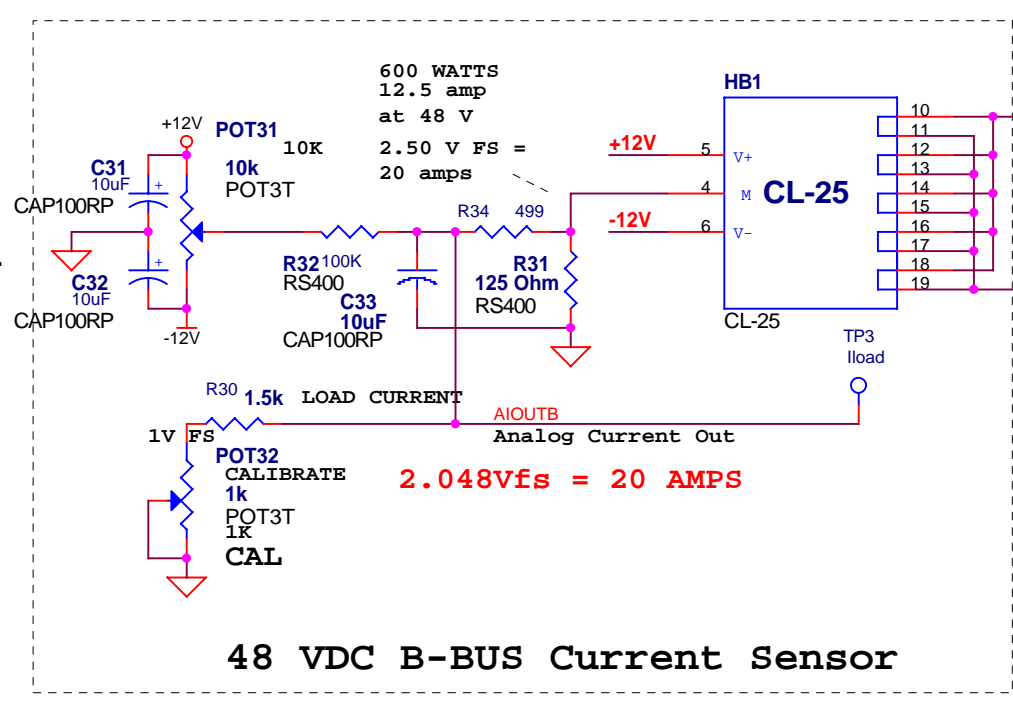 600 WATTS
12.5 amp
at 48 V
2.50 V FS =
20 amps
HB1
+12V
POT31
10K
10k
POT3T
C31
10uF
CAP100RP
C32
10uF
CAP100RP
-12V
R32
100K
RS400
C33
10uF
CAP100RP
R34
499
R31
125 Ohm
RS400
+12V
-12V
5
4
6
V+
M
V-
CL-25
10
11
12
13
14
15
16
17
18
19
CL-25
TP3
Iload
R30
1.5k
LOAD CURRENT
AIOUTB
Analog Current Out
1V FS
POT32
CALIBRATE
1k
POT3T
1K
CAL
2.048Vfs = 20 AMPS
48 VDC B-BUS Current Sensor
+
+